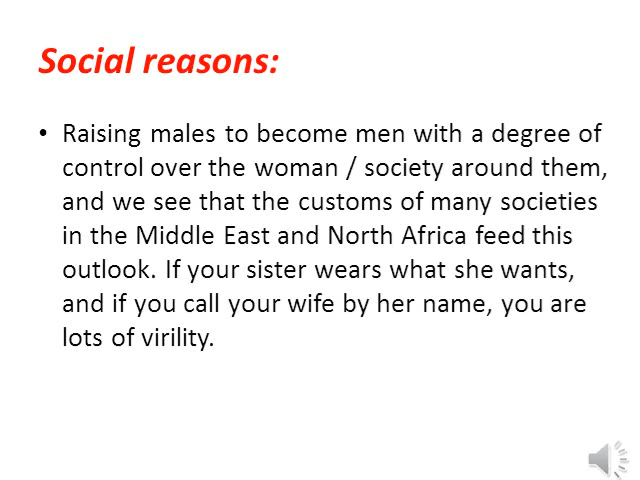 Social reasons:
• Raising males to become men with a degree of
control over the woman / society around them,
and we see that the customs of many societies
in the Middle East and North Africa feed this
outlook. If your sister wears what she wants,
and if you call your wife by her name, you are
lots of virility.